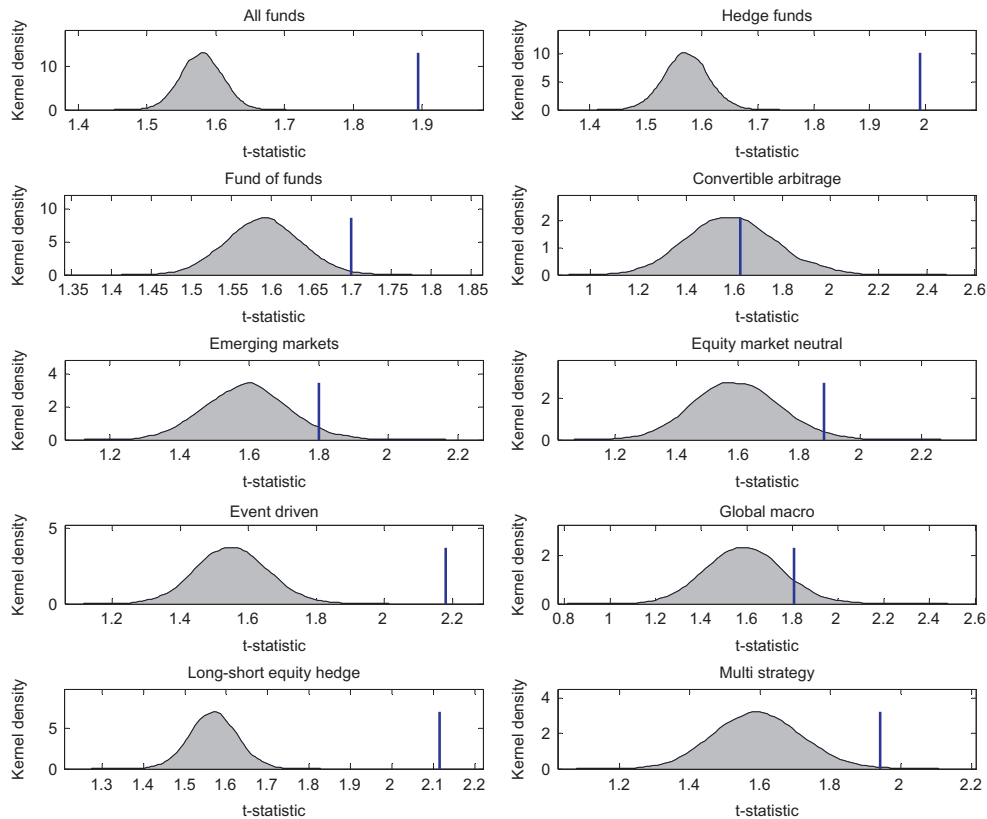 All funds
Kernel density
10
0
1.4 1.5 1.6 1.7 1.8 1.9
t-statistic
Hedge funds
Kernel density
10
5
0
1.4 1.5 1.6 1.7 1.8 1.9 2
t-statistic
Fund of funds
Kernel density
10
5
0
1.35 1.4 1.45 1.5 1.55 1.6 1.65 1.7 1.75 1.8 1.85
t-statistic
Convertible arbitrage
Kernel density
2
1
0
1 1.2 1.4 1.6 1.8 2 2.2 2.4 2.6
t-statistic
Emerging markets
Kernel density
4
2
0
1.2 1.4 1.6 1.8 2 2.2
t-statistic
Equity market neutral
Kernel density
2
0
1.2 1.4 1.6 1.8 2 2.2
t-statistic
Event driven
Kernel density
5
0
1.2 1.4 1.6 1.8 2 2.2
t-statistic
Global macro
Kernel density
2
0
0.8 1 1.2 1.4 1.6 1.8 2 2.2 2.4 2.6
t-statistic
Long-short equity hedge
Kernel density
5
0
1.3 1.4 1.5 1.6 1.7 1.8 1.9 2 2.1 2.2
t-statistic
Multi strategy
Kernel density
4
2
0
1.2 1.4 1.6 1.8 2 2.2
t-statistic